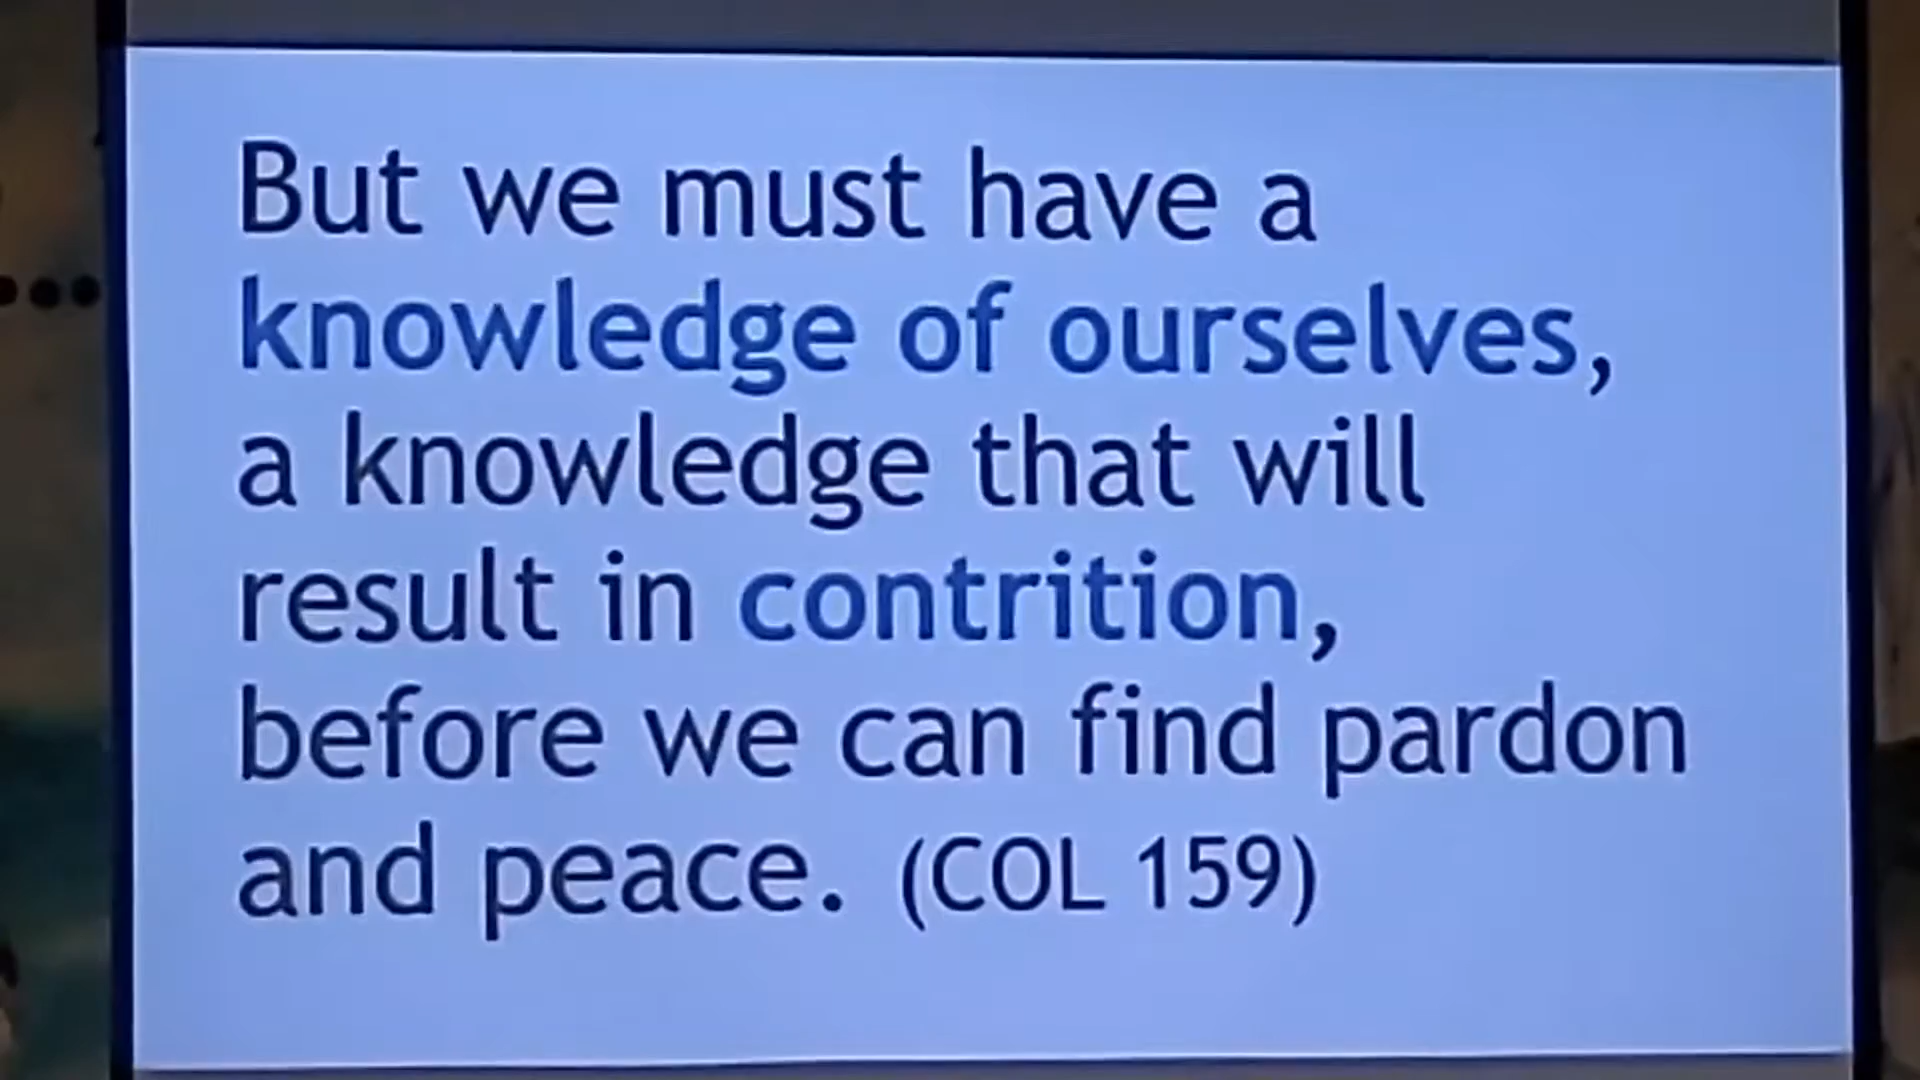 But we must have a
knowledge of ourselves,
a knowledge that will
result in contrition,
before we can find pardon
and peace. (COL 159)